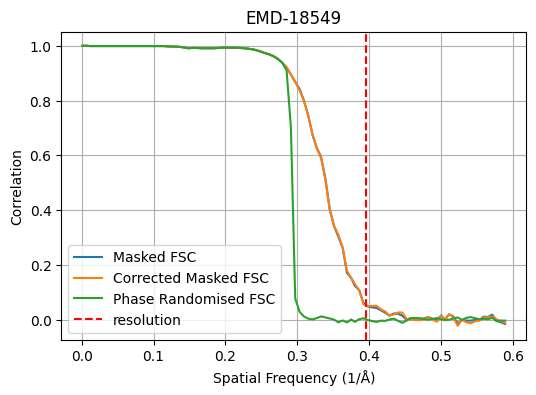 EMD-18549
1.0
0.8
0.6
0.4
0.2
0.0
Correlation
Masked FSC
Corrected Masked FSC
Phase Randomised FSC
resolution
0.0 0.1 0.2 0.3 0.4 0.5 0.6
Spatial Frequency (1/Å)